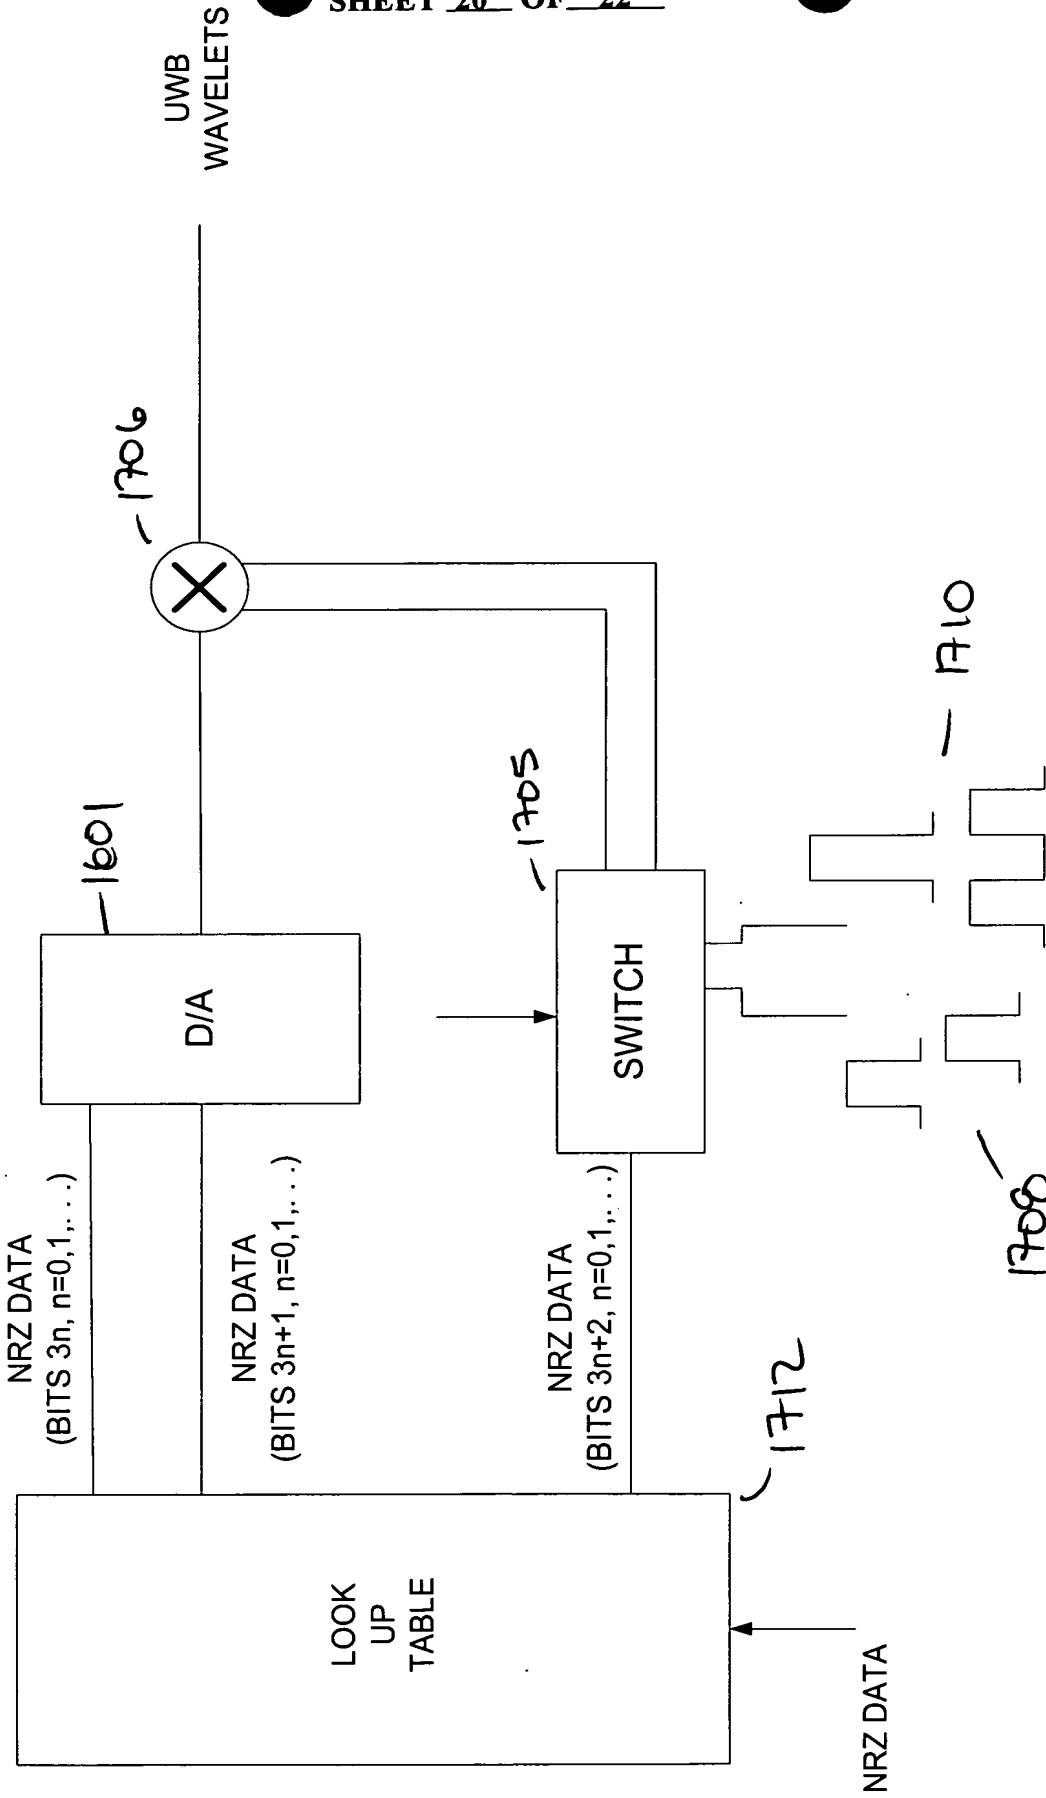 SHEET 20 OF 22
UWB
WAVELETS
1706
1601
D/A
1705
SWITCH
1710
1708
NRZ DATA
(BITS 3n, n=0,1,...)
NRZ DATA
(BITS 3n+1, n=0,1,...)
NRZ DATA
(BITS 3n+2, n=0,1,...)
1712
LOOK
UP
TABLE
NRZ DATA